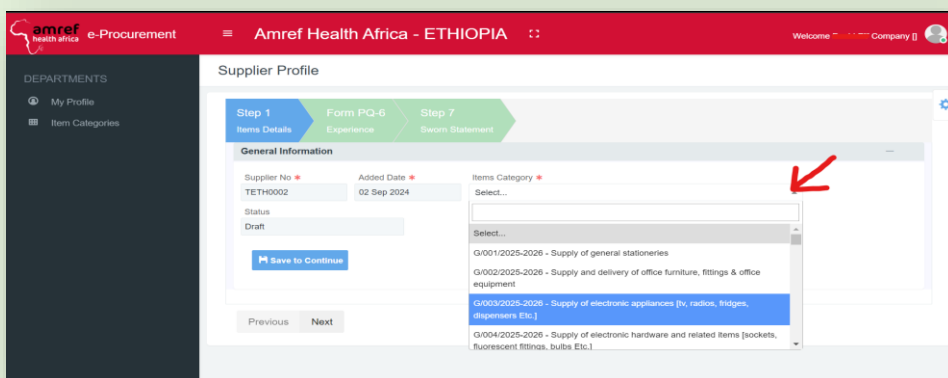 amref
health africa
e-Procurement
≡ Amref Health Africa - ETHIOPIA
Welcome
Company []
DEPARTMENTS
My Profile
Item Categories
Supplier Profile
Step 1
Items Details
Form PQ-6
Experience
Step 7
Sworn Statement
General Information
Supplier No *
Added Date *
Items Category *
TETH0002
02 Sep 2024
Select...
Status
Draft
Save to Continue
Select...
G/001/2025-2026 - Supply of general stationeries
G/002/2025-2026 - Supply and delivery of office furniture, fittings & office
equipment
G/003/2025-2026 - Supply of electronic appliances [tv, radios, fridges,
dispensers Etc.]
G/004/2025-2026 - Supply of electronic hardware and related items [sockets,
fluorescent fittings, bulbs Etc.]
Previous
Next